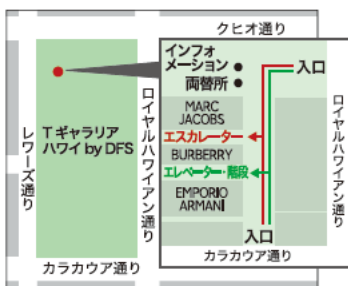 クヒオ通り
インフォ
メーション
両替所
入口
MARC
JACOBS
エスカレーター
BURBERRY
エレベーター・階段
EMPORIO
ARMANI
入口
カラカウア通り
ロイヤルハワイアン通り
Tギャラリア
ハワイ by DFS
レワーズ通り
ロイヤルハワイアン通り
カラカウア通り